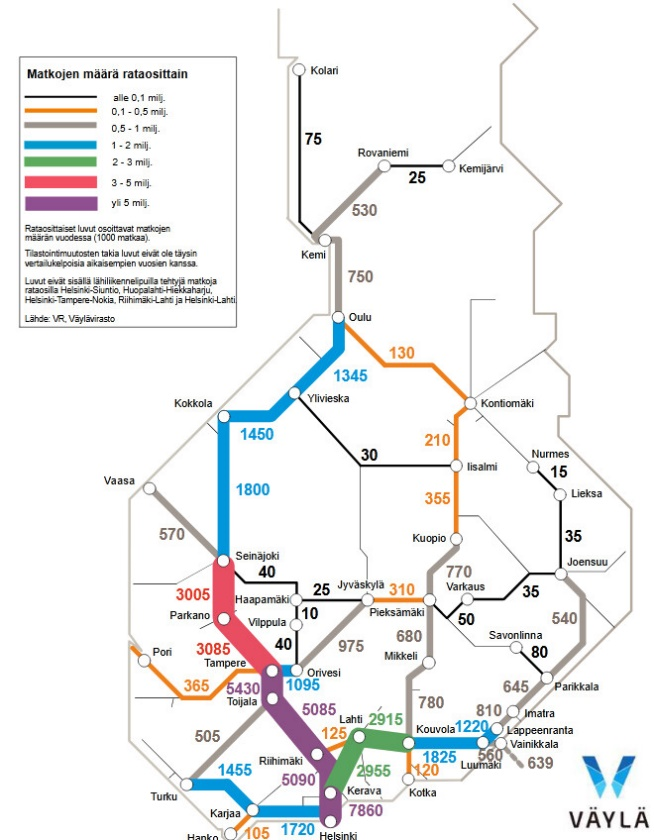 Matkojen määrä rataosittain
alle 0,1 milj.
0,1 - 0,5 milj.
0,5 - 1 milj.
1 - 2 milj.
2 - 3 milj.
3 - 5 milj.
yli 5 milj.
Rataosittaiset luvut osoittavat matkojen
määrän vuodessa (1000 matkaa).
Tilastointimuutosten takia luvut eivät ole täysin
vertailukelpoisia aikaisempien vuosien kanssa.
Luvut eivät sisällä lähiliikennelipuilla tehtyjä matkoja
rataosilla Helsinki-Siuntio, Huopalahti-Hiekkaharju,
Helsinki-Tampere-Nokia, Riihimäki-Lahti ja Helsinki-Lahti.
Lähde: VR, Väylävirasto
Kolari
75
Rovaniemi
Kemijärvi
25
530
Kemi
750
Oulu
130
1345
Kokkola
Ylivieska
Kontiomäki
1450
210
30
Iisalmi
Nurmes
15
Vaasa
1800
Lieksa
355
570
Kuopio
35
Seinäjoki
40
770
Joensuu
3005
Haapamäki
25
Jyväskylä
310
Varkaus
35
Parkano
10
Pieksämäki
50
Vilppula
540
3085
40
975
680
Savonlinna
80
Pori
Tampere
Mikkeli
365
5430
1095
Orivesi
645
Parikkala
Toijala
5085
780
810
Imatra
Lahti
2915
Kouvola
1220
Lappeenranta
505
125
Vainikkala
Riihimäki
1825
560
639
Luumäki
1455
5090
2955
120
Turku
Kerava
Kotka
Karjaa
7860
Hanko
105
1720
Helsinki
VÄYLÄ